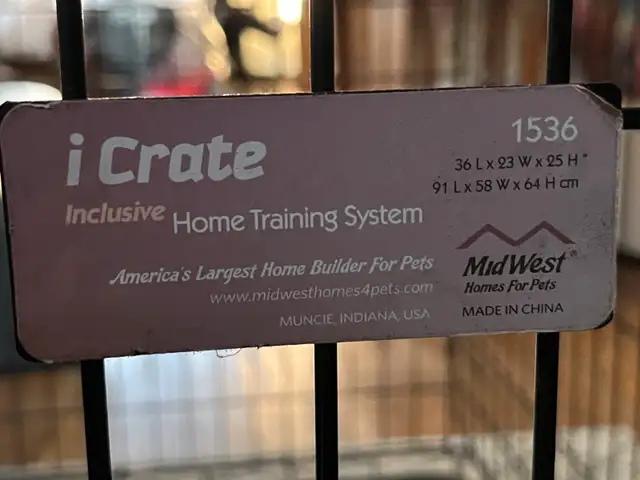 i Crate
1536
36 L x 23 W x 25 H "
91 L x 58 W x 64 H cm
Inclusive Home Training System
America's Largest Home Builder For Pets
www.midwesthomes4pets.com
MUNCIE, INDIANA, USA
MidWest®
Homes For Pets
MADE IN CHINA